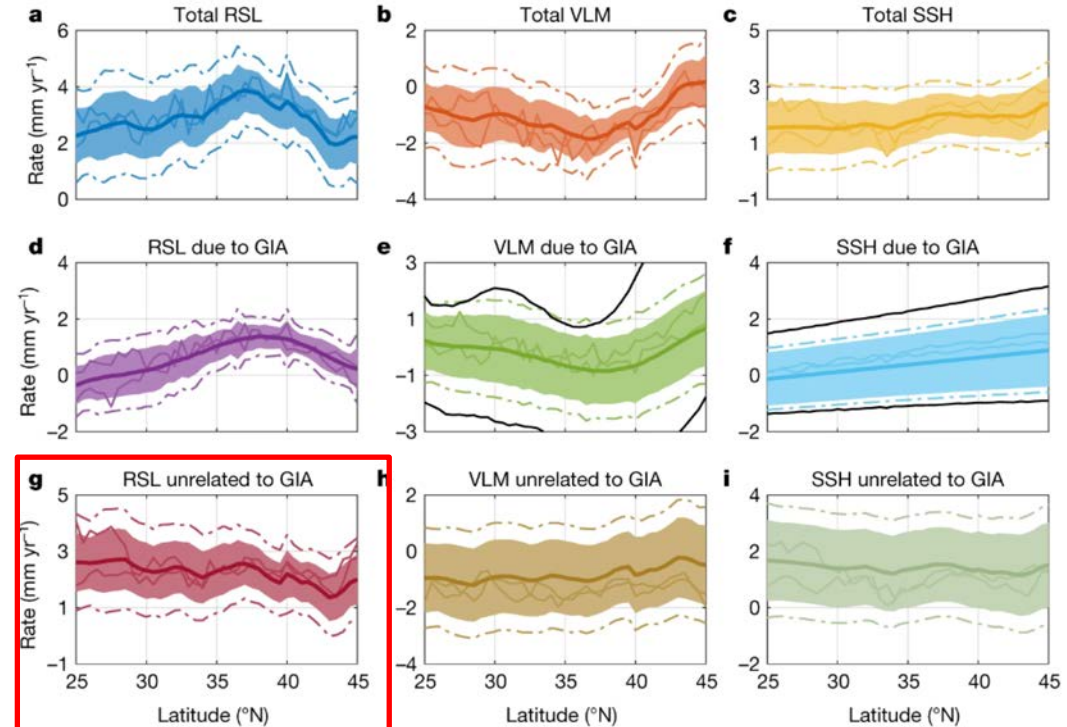 a Total RSL
b Total VLM
c Total SSH
Rate (mm yr⁻¹)
6
4
2
0
2
0
−2
−4
5
3
1
−1
d RSL due to GIA
e VLM due to GIA
f SSH due to GIA
Rate (mm yr⁻¹)
4
2
0
−2
3
1
−1
−3
4
2
0
−2
g RSL unrelated to GIA
h VLM unrelated to GIA
i SSH unrelated to GIA
Rate (mm yr⁻¹)
5
3
1
−1
2
0
−2
−4
4
2
0
−2
25 30 35 40 45
25 30 35 40 45
25 30 35 40 45
Latitude (°N)
Latitude (°N)
Latitude (°N)